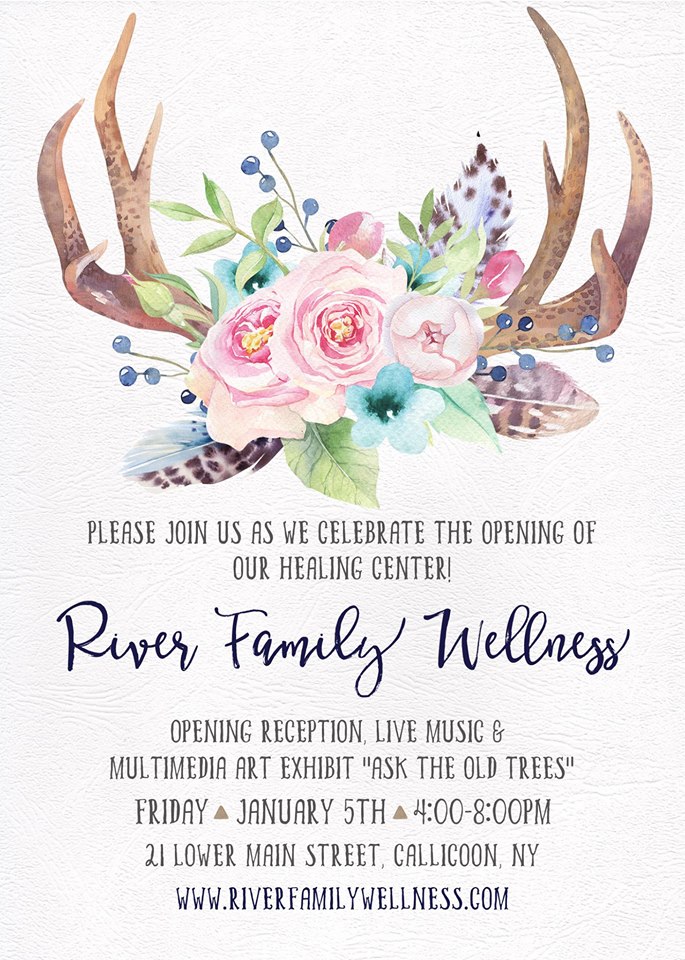 PLEASE JOIN US AS WE CELEBRATE THE OPENING OF
OUR HEALING CENTER!
River Family Wellness
OPENING RECEPTION, LIVE MUSIC &
MULTIMEDIA ART EXHIBIT "ASK THE OLD TREES"
FRIDAY ▲ JANUARY 5TH ▲ 4:00-8:00PM
21 LOWER MAIN STREET, CALLICOON, NY
WWW.RIVERFAMILYWELLNESS.COM